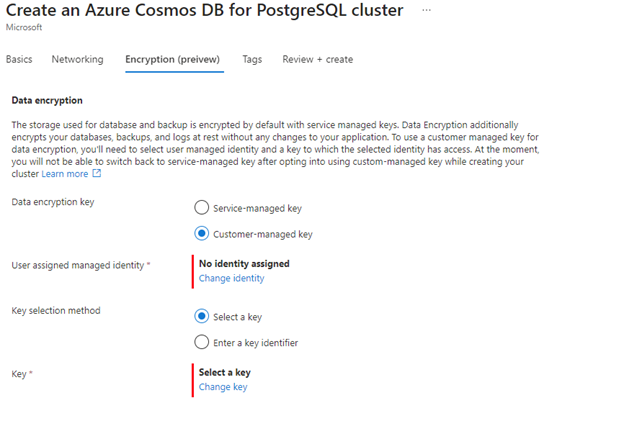 Create an Azure Cosmos DB for PostgreSQL cluster ...
Microsoft
Basics Networking Encryption (preivew) Tags Review + create
Data encryption
The storage used for database and backup is encrypted by default with service managed keys. Data Encryption additionally
encrypts your databases, backups, and logs at rest without any changes to your application. To use a customer managed key for
data encryption, you'll need to select user managed identity and a key to which the selected identity has access. At the moment,
you will not be able to switch back to service-managed key after opting into using custom-managed key while creating your
cluster Learn more
Data encryption key
Service-managed key
Customer-managed key
User assigned managed identity *
No identity assigned
Change identity
Key selection method
Select a key
Enter a key identifier
Key *
Select a key
Change key